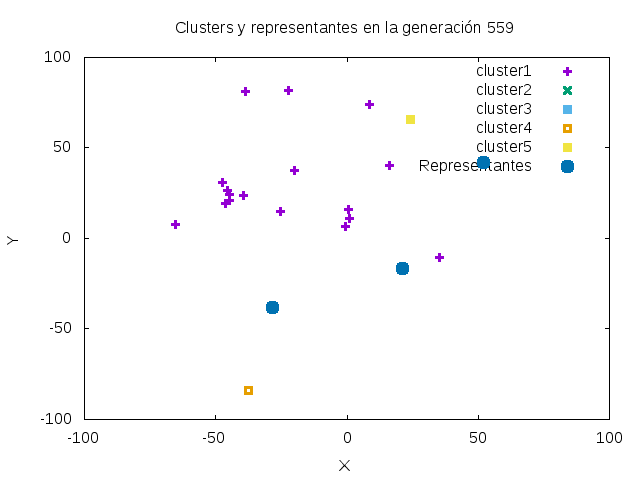 Clusters y representantes en la generación 559
100
50
0
-50
-100
-100
-50
0
50
100
Y
X
cluster1
cluster2
cluster3
cluster4
cluster5
Representantes